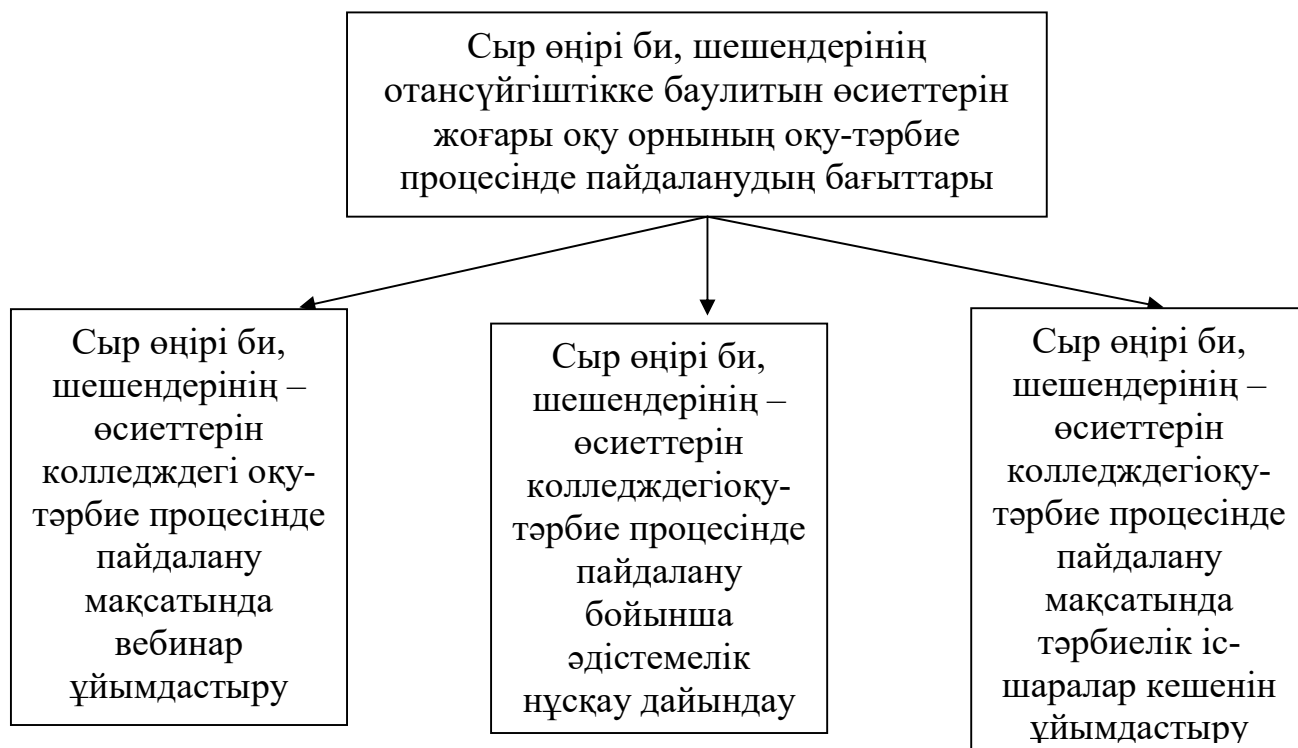 Сыр өңірі би, шешендерінің
отансүйгіштікке баулитын өсиеттерін
жоғары оқу орнының оқу-тәрбие
процесінде пайдаланудың бағыттары
Сыр өңірі би,
шешендерінің –
өсиеттерін
колледждегі оқу-
тәрбие процесінде
пайдалану
мақсатында
вебинар
ұйымдастыру
Сыр өңірі би,
шешендерінің –
өсиеттерін
колледждегіоқу-
тәрбие процесінде
пайдалану
бойынша
әдістемелік
нұсқау дайындау
Сыр өңірі би,
шешендерінің –
өсиеттерін
колледждегіоқу-
тәрбие процесінде
пайдалану
мақсатында
тәрбиелік іс-
шаралар кешенін
ұйымдастыру